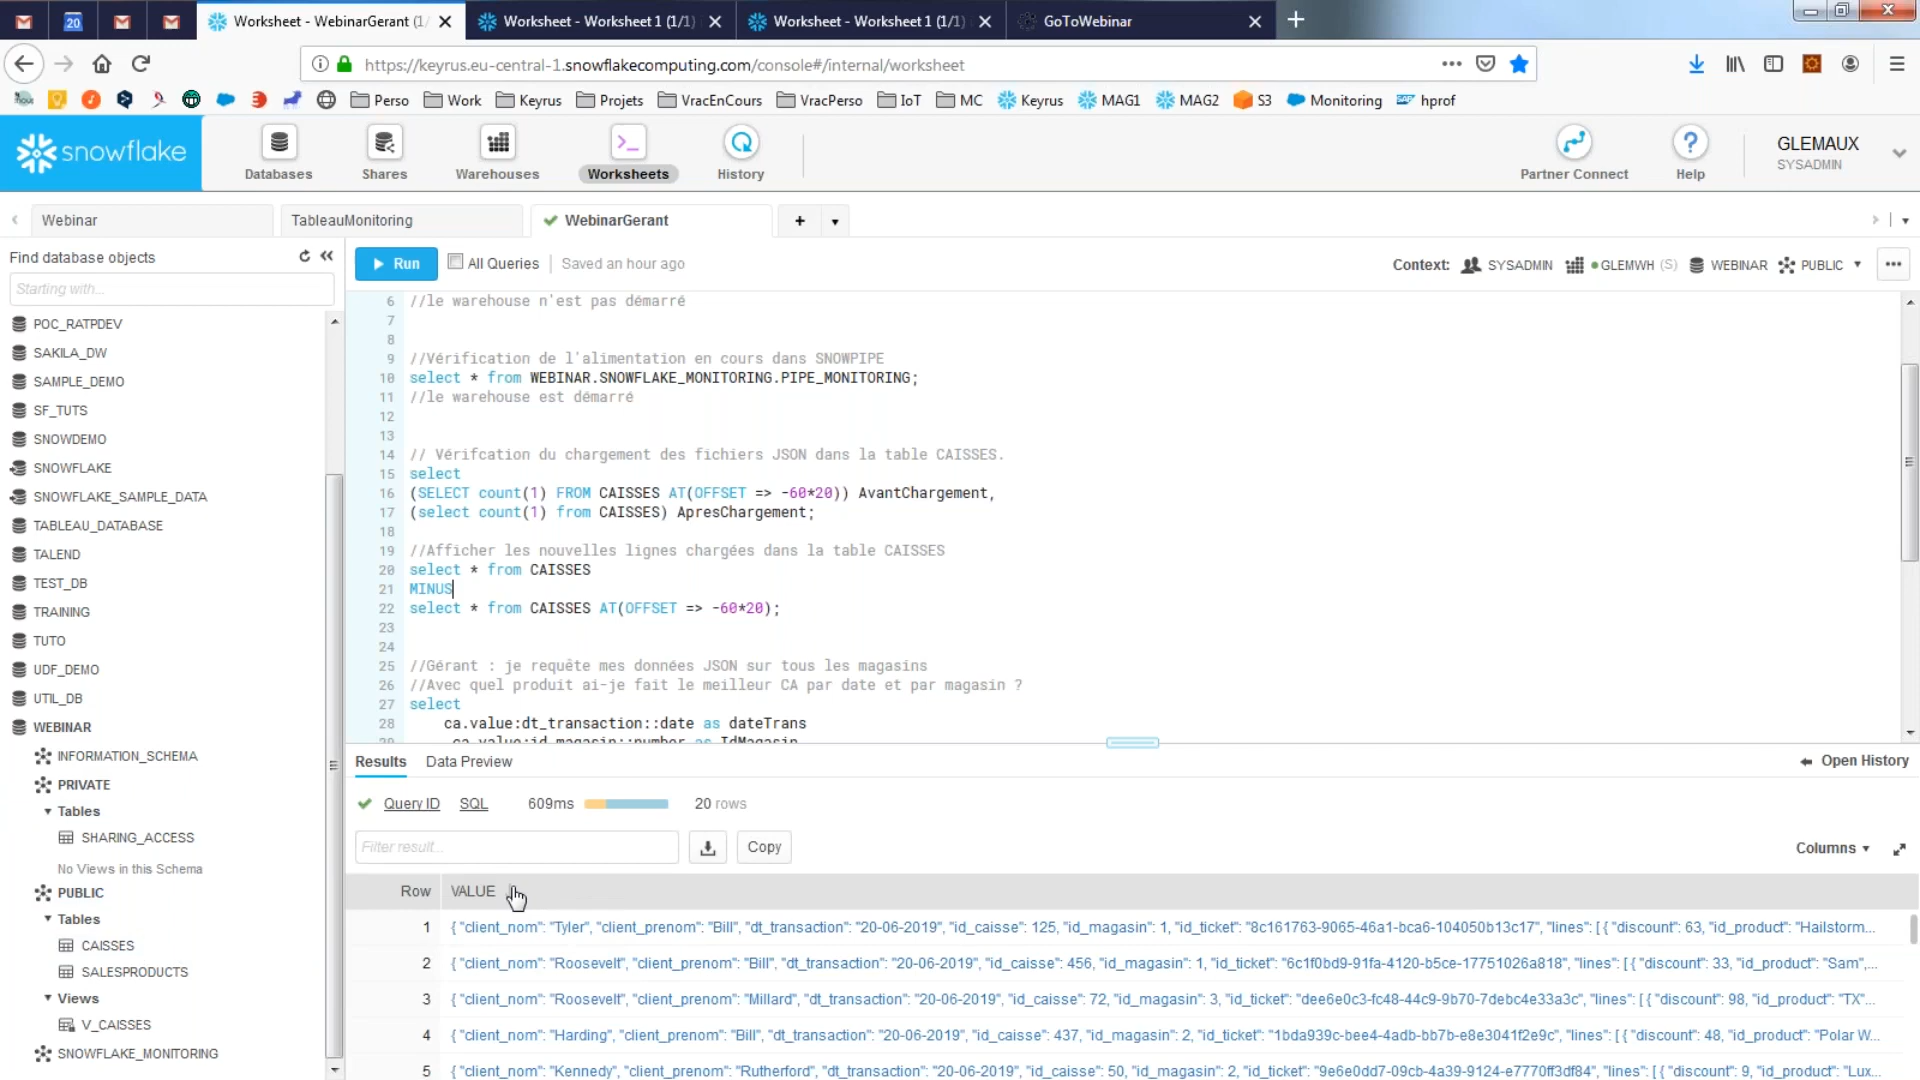 Worksheet - WebinarGerant (1/
Worksheet - Worksheet 1 (1/1)
Worksheet - Worksheet 1 (1/1)
GoToWebinar
20
https://keyrus.eu-central-1.snowflakecomputing.com/console#/internal/worksheet
Perso
Work
Keyrus
Projets
VracEnCours
VracPerso
IoT
MC
Keyrus
MAG1
MAG2
S3
Monitoring
hprof
snowflake
Databases
Shares
Warehouses
Worksheets
History
Partner Connect
Help
GLEMAUX
SYSADMIN
Webinar
TableauMonitoring
WebinarGerant
Find database objects
Starting with...
Run
All Queries
Saved an hour ago
Context:
SYSADMIN
GLEMWH (S)
WEBINAR
PUBLIC
POC_RATPDEV
SAKILA_DW
SAMPLE_DEMO
SF_TUTS
SNOWDEMO
SNOWFLAKE
SNOWFLAKE_SAMPLE_DATA
TABLEAU_DATABASE
TALEND
TEST_DB
TRAINING
TUTO
UDF_DEMO
UTIL_DB
WEBINAR
INFORMATION_SCHEMA
PRIVATE
Tables
SHARING_ACCESS
No Views in this Schema
PUBLIC
Tables
CAISSES
SALESPRODUCTS
Views
V_CAISSES
SNOWFLAKE_MONITORING
6 //le warehouse n'est pas démarré
7
8
9 //Vérification de l'alimentation en cours dans SNOWPIPE
10 select * from WEBINAR.SNOWFLAKE_MONITORING.PIPE_MONITORING;
11 //le warehouse est démarré
12
13
14 // Vérifcation du chargement des fichiers JSON dans la table CAISSES.
15 select
16 (SELECT count(1) FROM CAISSES AT(OFFSET => -60*20)) AvantChargement,
17 (select count(1) from CAISSES) ApresChargement;
18
19 //Afficher les nouvelles lignes chargées dans la table CAISSES
20 select * from CAISSES
21 MINUS
22 select * from CAISSES AT(OFFSET => -60*20);
23
24
25 //Gérant : je requête mes données JSON sur tous les magasins
26 //Avec quel produit ai-je fait le meilleur CA par date et par magasin ?
27 select
28 ca.value:dt_transaction::date as dateTrans
29 ca.value:id_magasin::number as IdMagasin
Results
Data Preview
Open History
Query ID
SQL
609ms
20 rows
Filter result...
Copy
Columns
Row VALUE
1 { "client_nom": "Tyler", "client_prenom": "Bill", "dt_transaction": "20-06-2019", "id_caisse": 125, "id_magasin": 1, "id_ticket": "8c161763-9065-46a1-bca6-104050b13c17", "lines": [ { "discount": 63, "id_product": "Hailstorm...
2 { "client_nom": "Roosevelt", "client_prenom": "Bill", "dt_transaction": "20-06-2019", "id_caisse": 456, "id_magasin": 1, "id_ticket": "6c1f0bd9-91fa-4120-b5ce-17751026a818", "lines": [ { "discount": 33, "id_product": "Sam",...
3 { "client_nom": "Roosevelt", "client_prenom": "Millard", "dt_transaction": "20-06-2019", "id_caisse": 72, "id_magasin": 3, "id_ticket": "dee6e0c3-fc48-44c9-9b70-7debc4e33a3c", "lines": [ { "discount": 98, "id_product": "TX"...
4 { "client_nom": "Harding", "client_prenom": "Bill", "dt_transaction": "20-06-2019", "id_caisse": 437, "id_magasin": 2, "id_ticket": "1bda939c-bee4-4adb-bb7b-e8e3041f2e9c", "lines": [ { "discount": 48, "id_product": "Polar W...
5 { "client_nom": "Kennedy", "client_prenom": "Rutherford", "dt_transaction": "20-06-2019", "id_caisse": 50, "id_magasin": 2, "id_ticket": "9e6e0dd7-09cb-4a39-9124-e7770ff3df84", "lines": [ { "discount": 9, "id_product": "Lux...